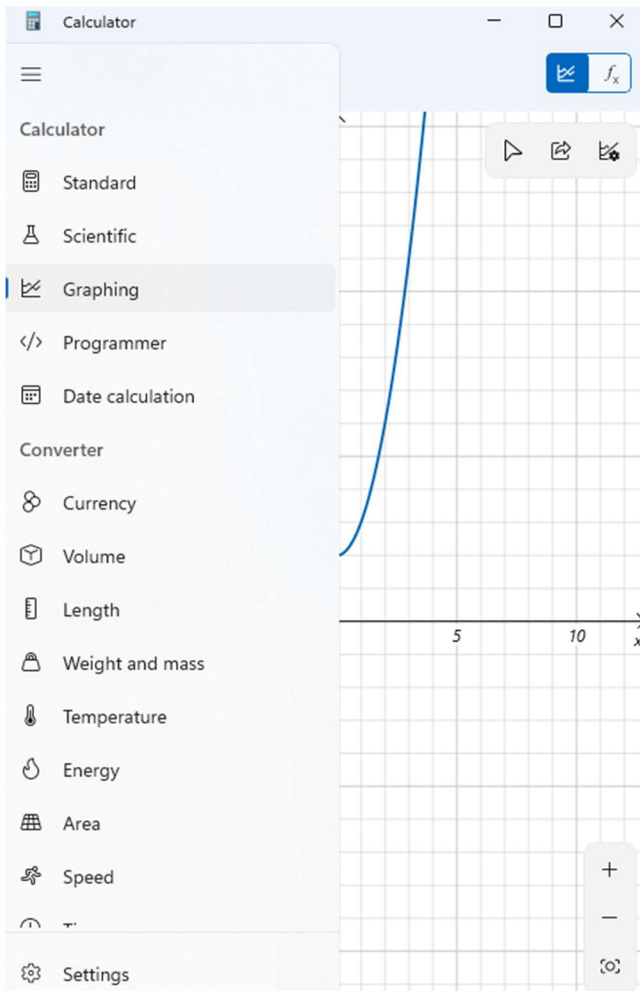 Calculator
fx
Calculator
Standard
Scientific
Graphing
Programmer
Date calculation
Converter
Currency
Volume
Length
Weight and mass
Temperature
Energy
Area
Speed
Settings
5
10
x